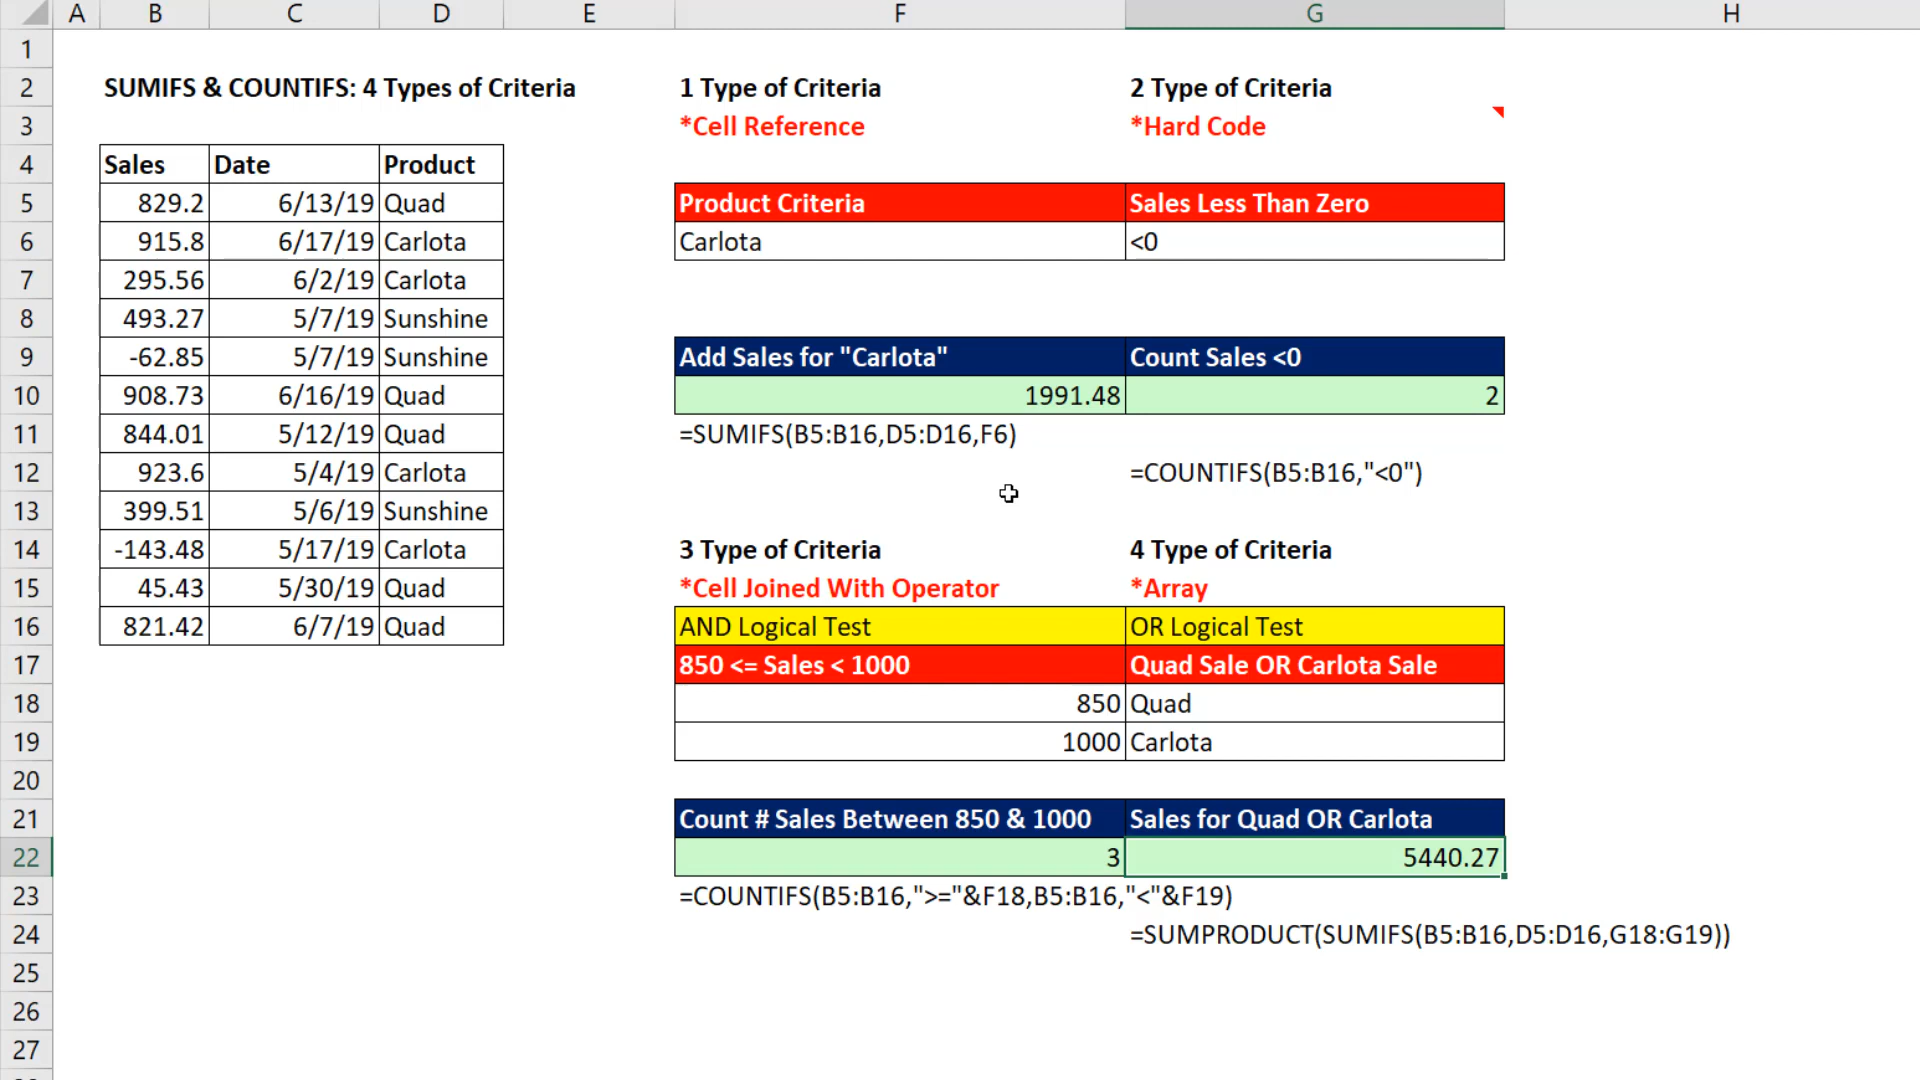 A B C D E F G H
1
2 SUMIFS & COUNTIFS: 4 Types of Criteria 1 Type of Criteria 2 Type of Criteria
3 *Cell Reference *Hard Code
4 Sales Date Product
5 829.2 6/13/19 Quad Product Criteria Sales Less Than Zero
6 915.8 6/17/19 Carlota Carlota <0
7 295.56 6/2/19 Carlota
8 493.27 5/7/19 Sunshine
9 -62.85 5/7/19 Sunshine Add Sales for "Carlota" Count Sales <0
10 908.73 6/16/19 Quad 1991.48 2
11 844.01 5/12/19 Quad =SUMIFS(B5:B16,D5:D16,F6)
12 923.6 5/4/19 Carlota =COUNTIFS(B5:B16,"<0")
13 399.51 5/6/19 Sunshine
14 -143.48 5/17/19 Carlota 3 Type of Criteria 4 Type of Criteria
15 45.43 5/30/19 Quad *Cell Joined With Operator *Array
16 821.42 6/7/19 Quad AND Logical Test OR Logical Test
17 850 <= Sales < 1000 Quad Sale OR Carlota Sale
18 850 Quad
19 1000 Carlota
20
21 Count # Sales Between 850 & 1000 Sales for Quad OR Carlota
22 3 5440.27
23 =COUNTIFS(B5:B16,">="&F18,B5:B16,"<"&F19)
24 =SUMPRODUCT(SUMIFS(B5:B16,D5:D16,G18:G19))
25
26
27